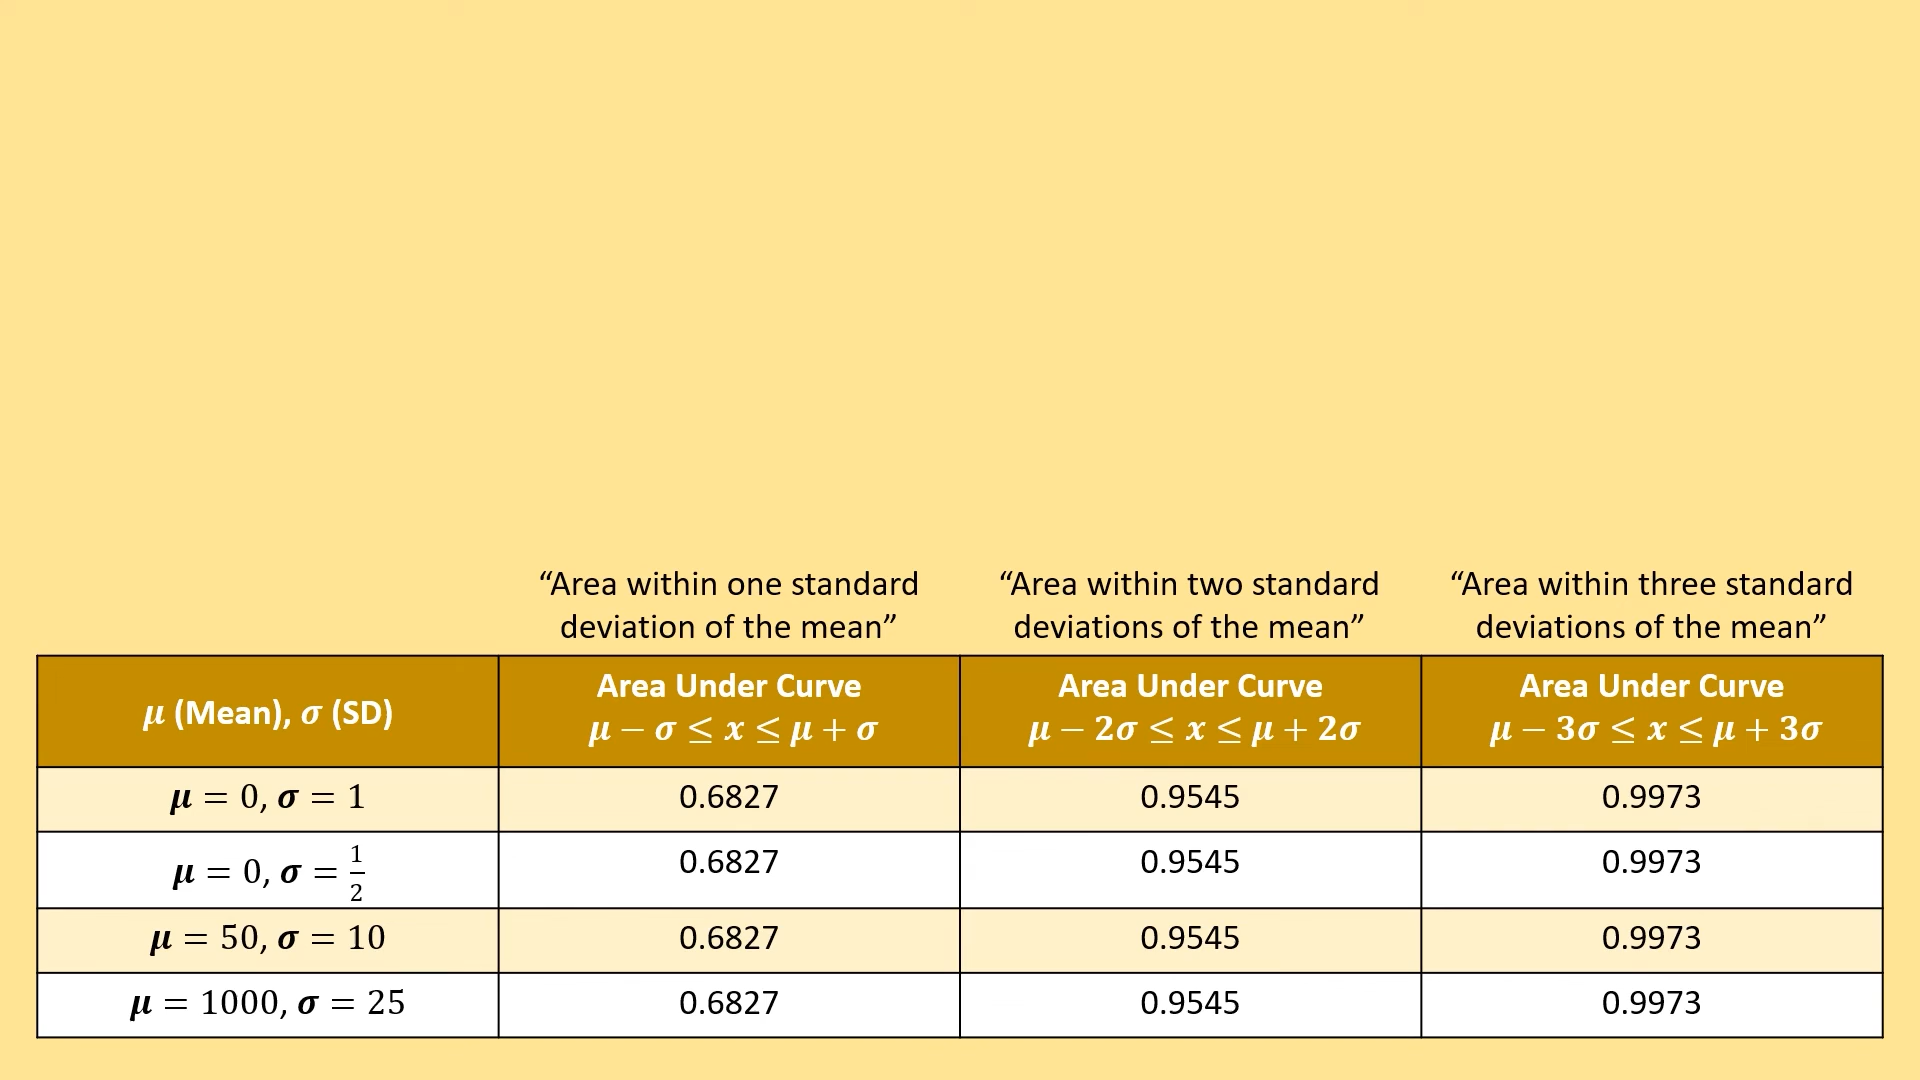 “Area within one standard
deviation of the mean”
“Area within two standard
deviations of the mean”
“Area within three standard
deviations of the mean”
μ (Mean), σ (SD)
Area Under Curve
μ − σ ≤ x ≤ μ + σ
Area Under Curve
μ − 2σ ≤ x ≤ μ + 2σ
Area Under Curve
μ − 3σ ≤ x ≤ μ + 3σ
μ = 0, σ = 1 0.6827 0.9545 0.9973
μ = 0, σ = 1/2 0.6827 0.9545 0.9973
μ = 50, σ = 10 0.6827 0.9545 0.9973
μ = 1000, σ = 25 0.6827 0.9545 0.9973